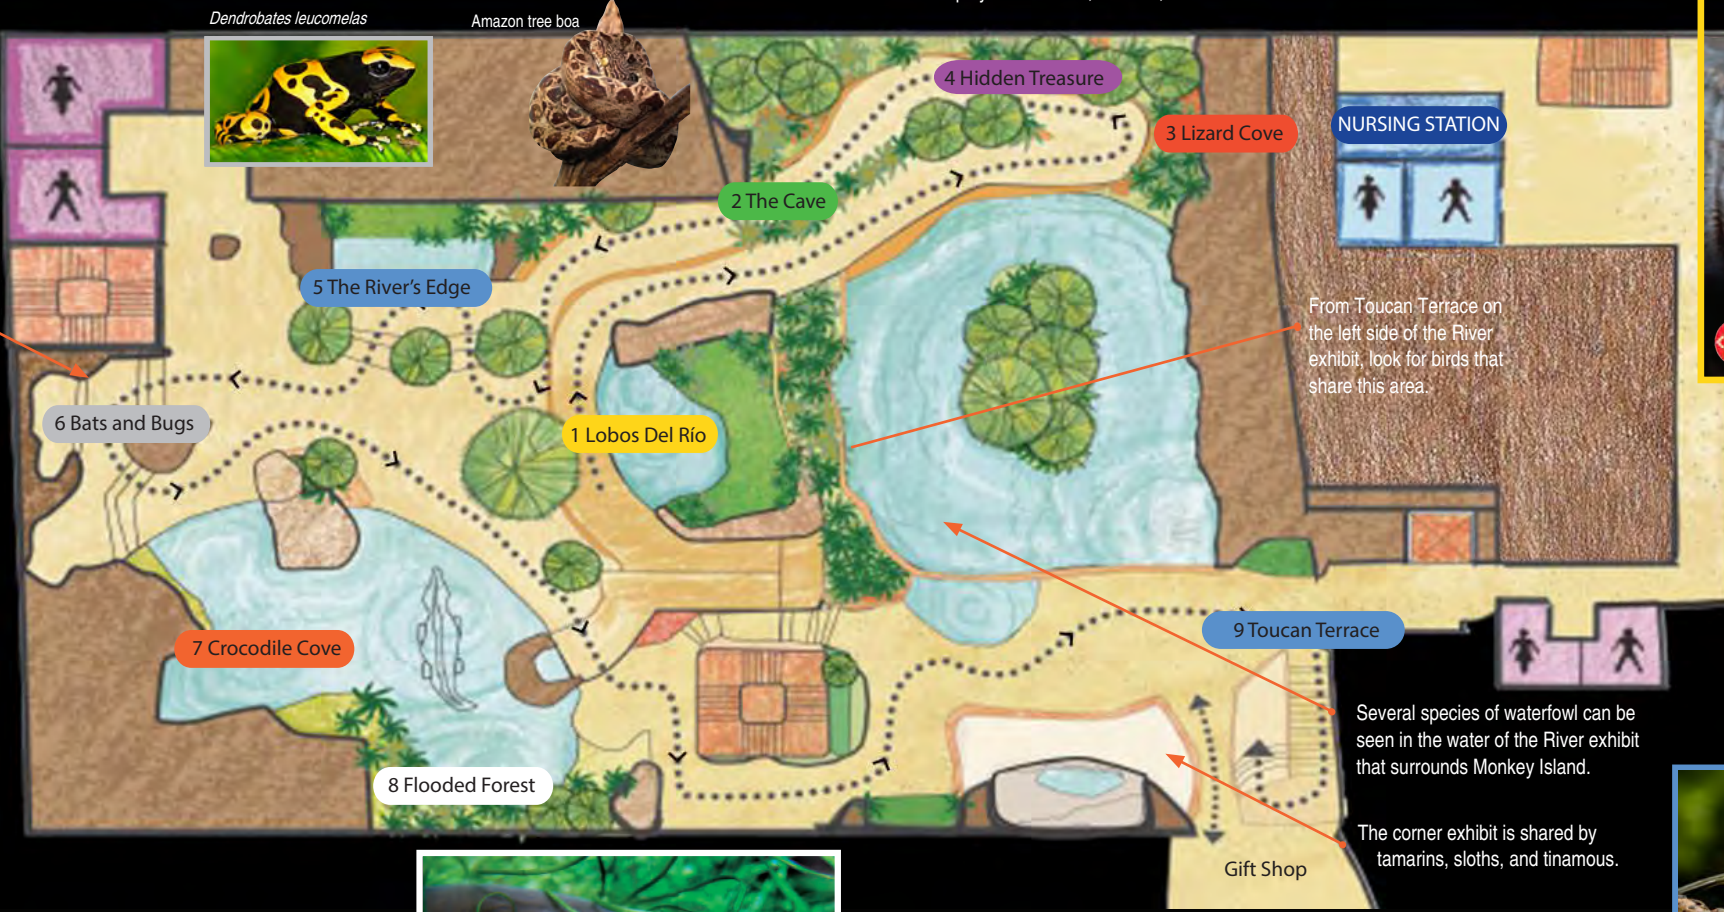 Dendrobates leucomelas
Amazon tree boa
4 Hidden Treasure
3 Lizard Cove
NURSING STATION
2 The Cave
5 The River's Edge
From Toucan Terrace on
the left side of the River
exhibit, look for birds that
share this area.
6 Bats and Bugs
1 Lobos Del Río
7 Crocodile Cove
9 Toucan Terrace
Several species of waterfowl can be
seen in the water of the River exhibit
that surrounds Monkey Island.
8 Flooded Forest
The corner exhibit is shared by
tamarins, sloths, and tinamous.
Gift Shop